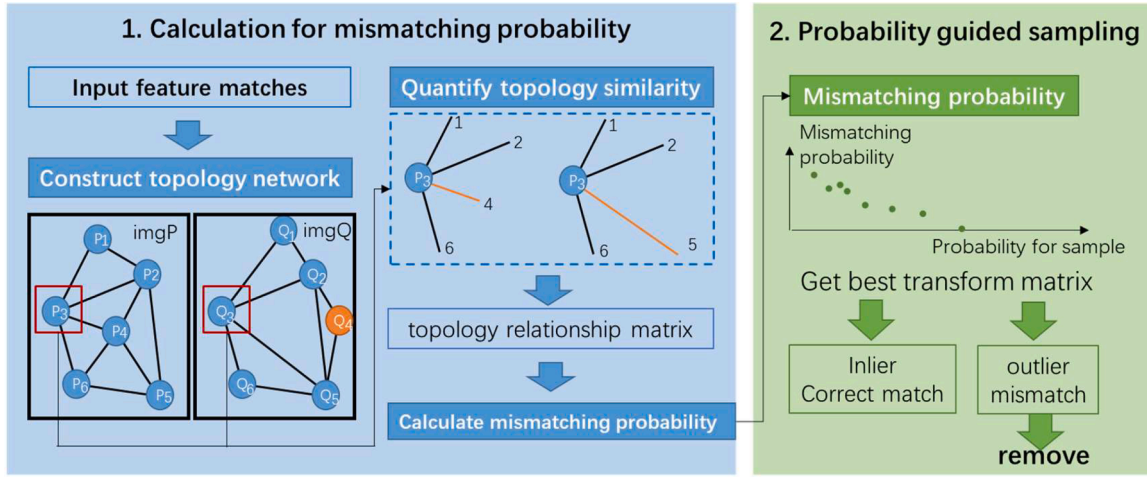 1. Calculation for mismatching probability
Input feature matches
Construct topology network
imgP
P1
P2
P3
P4
P6
P5
imgQ
Q1
Q2
Q3
Q4
Q6
Q5
Quantify topology similarity
1
2
P3
4
6
1
2
P3
5
6
topology relationship matrix
Calculate mismatching probability
2. Probability guided sampling
Mismatching probability
Mismatching
probability
Probability for sample
Get best transform matrix
Inlier
Correct match
outlier
mismatch
remove